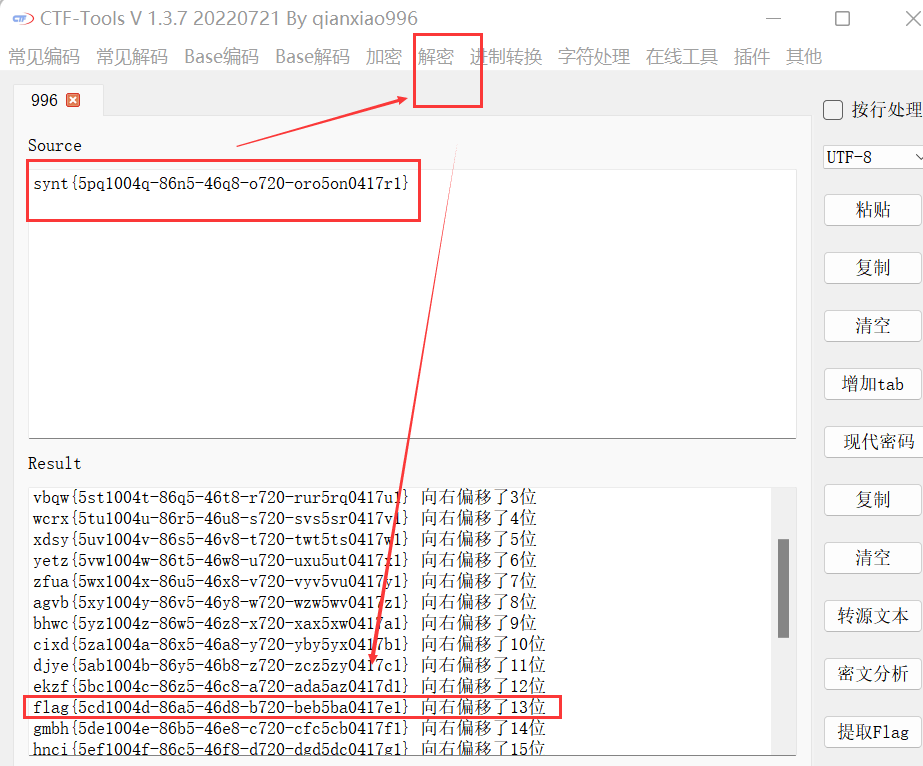 CTF-Tools V 1.3.7 20220721 By qianxiao996
常见编码 常见解码 Base编码 Base解码 加密 解密 进制转换 字符处理 在线工具 插件 其他
996
按行处理
Source
UTF-8
synt{5pq1004q-86n5-46q8-o720-oro5on0417r1}
粘贴
复制
清空
增加tab
现代密码
Result
vbqw{5st1004t-86q5-46t8-r720-rur5rq0417u1} 向右偏移了3位
wcrx{5tu1004u-86r5-46u8-s720-svs5sr0417v1} 向右偏移了4位
xdsy{5uv1004v-86s5-46v8-t720-twt5ts0417w1} 向右偏移了5位
yetz{5vw1004w-86t5-46w8-u720-uxu5ut0417x1} 向右偏移了6位
zfua{5wx1004x-86u5-46x8-v720-vyv5vu0417y1} 向右偏移了7位
agvb{5xy1004y-86v5-46y8-w720-wzw5wv0417z1} 向右偏移了8位
bhwc{5yz1004z-86w5-46z8-x720-xax5xw0417a1} 向右偏移了9位
cixd{5za1004a-86x5-46a8-y720-yby5yx0417b1} 向右偏移了10位
djye{5ab1004b-86y5-46b8-z720-zcz5zy0417c1} 向右偏移了11位
ekzf{5bc1004c-86z5-46c8-a720-ada5az0417d1} 向右偏移了12位
flag{5cd1004d-86a5-46d8-b720-beb5ba0417e1} 向右偏移了13位
gmbh{5de1004e-86b5-46e8-c720-cfc5cb0417f1} 向右偏移了14位
hnci{5ef1004f-86c5-46f8-d720-dgd5dc0417g1} 向右偏移了15位
复制
清空
转源文本
密文分析
提取Flag